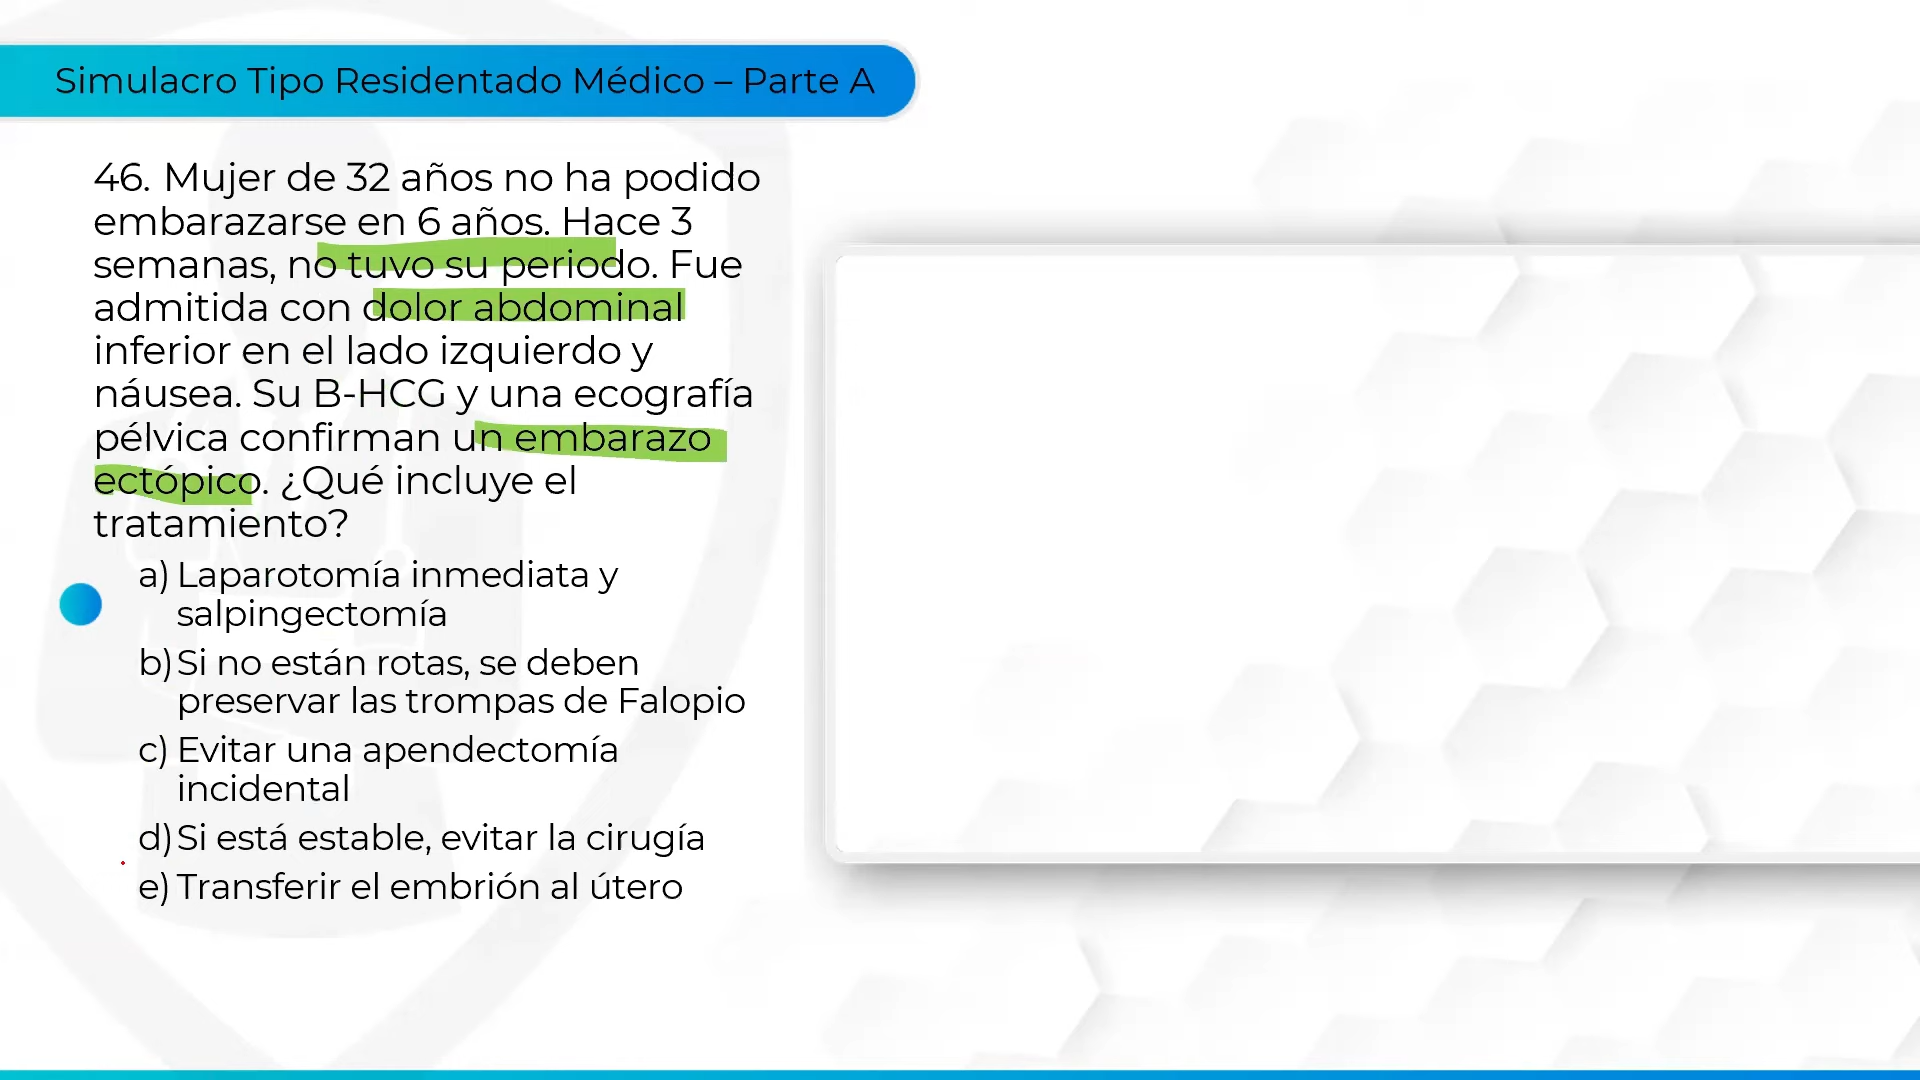 Simulacro Tipo Residentado Médico – Parte A
46. Mujer de 32 años no ha podido
embarazarse en 6 años. Hace 3
semanas, no tuvo su periodo. Fue
admitida con dolor abdominal
inferior en el lado izquierdo y
náusea. Su B-HCG y una ecografía
pélvica confirman un embarazo
ectópico. ¿Qué incluye el
tratamiento?
a) Laparotomía inmediata y
salpingectomía
b) Si no están rotas, se deben
preservar las trompas de Falopio
c) Evitar una apendectomía
incidental
d) Si está estable, evitar la cirugía
e) Transferir el embrión al útero